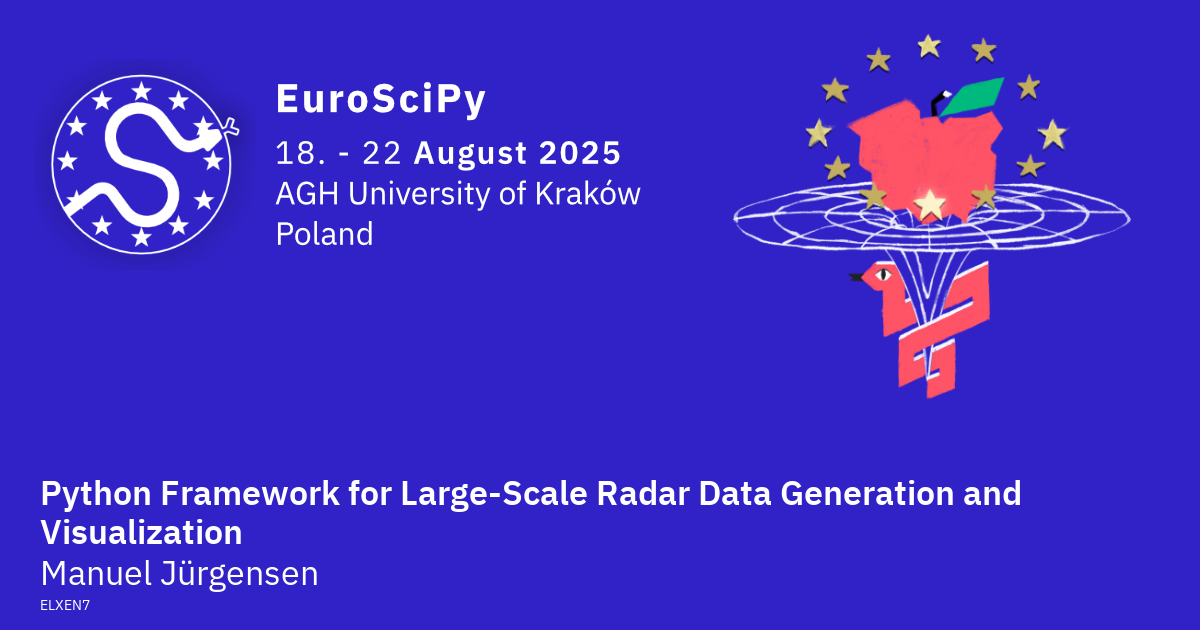 EuroSciPy
18. - 22 August 2025
AGH University of Kraków
Poland
Python Framework for Large-Scale Radar Data Generation and
Visualization
Manuel Jürgensen
ELXEN7